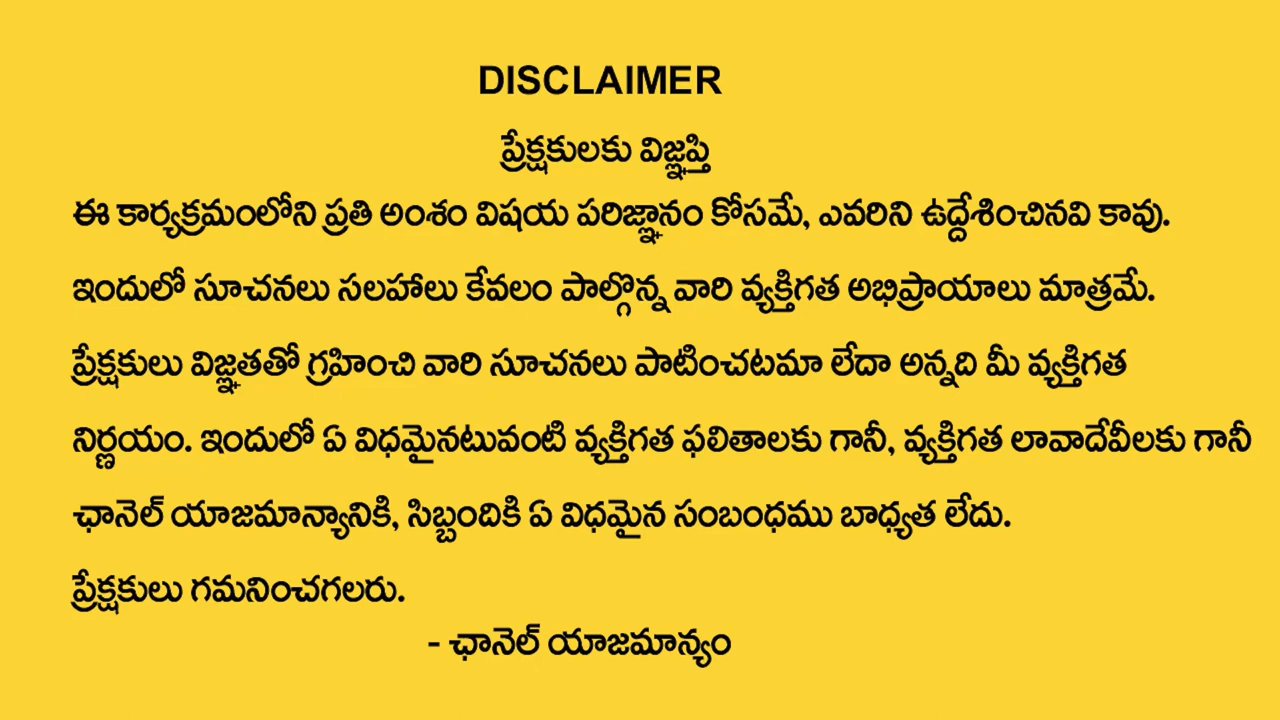 DISCLAIMER
ప్రేక్షకులకు విజ్ఞప్తి
ఈ కార్యక్రమంలోని ప్రతి అంశం విషయ పరిజ్ఞానం కోసమే, ఎవరిని ఉద్దేశించినవి కావు.
ఇందులో సూచనలు సలహాలు కేవలం పాల్గొన్న వారి వ్యక్తిగత అభిప్రాయాలు మాత్రమే.
ప్రేక్షకులు విజ్ఞతతో గ్రహించి వారి సూచనలు పాటించటమా లేదా అన్నది మీ వ్యక్తిగత
నిర్ణయం. ఇందులో ఏ విధమైనటువంటి వ్యక్తిగత ఫలితాలకు గానీ, వ్యక్తిగత లావాదేవీలకు గానీ
ఛానెల్ యాజమాన్యానికి, సిబ్బందికి ఏ విధమైన సంబంధము బాధ్యత లేదు.
ప్రేక్షకులు గమనించగలరు.
- ఛానెల్ యాజమాన్యం